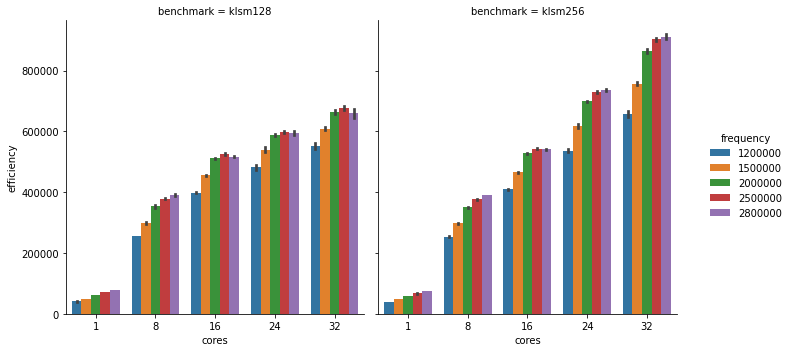 benchmark = klsm128
benchmark = klsm256
efficiency
800000
600000
400000
200000
0
1 8 16 24 32
cores
1 8 16 24 32
cores
frequency
1200000
1500000
2000000
2500000
2800000